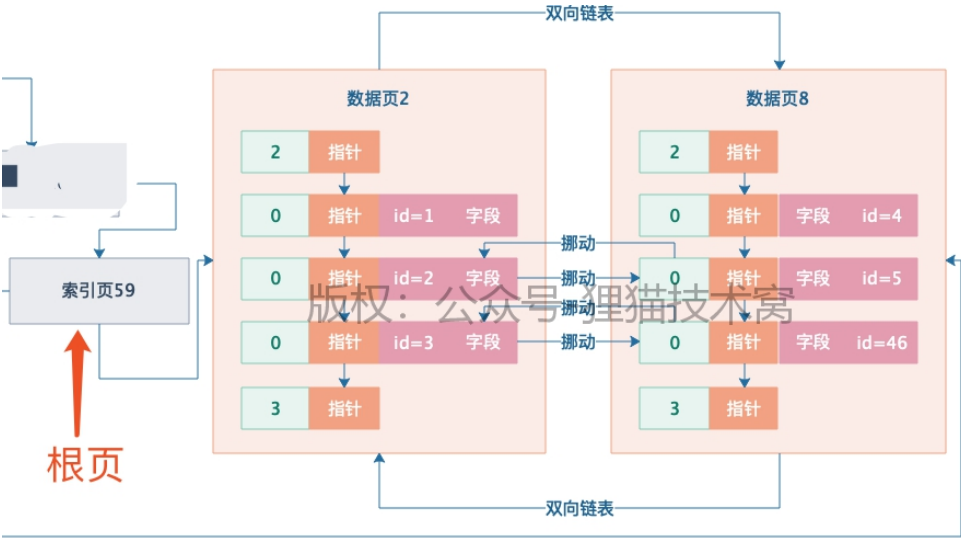 双向链表
数据页2
数据页8
2 指针
2 指针
0 指针 id=1 字段
0 指针 字段 id=4
挪动
0 指针 id=2 字段
挪动
0 指针 字段 id=5
索引页59
版权：公众号 狸猫技术窝
挪动
0 指针 id=3 字段
挪动
0 指针 字段 id=46
3 指针
3 指针
根页
双向链表